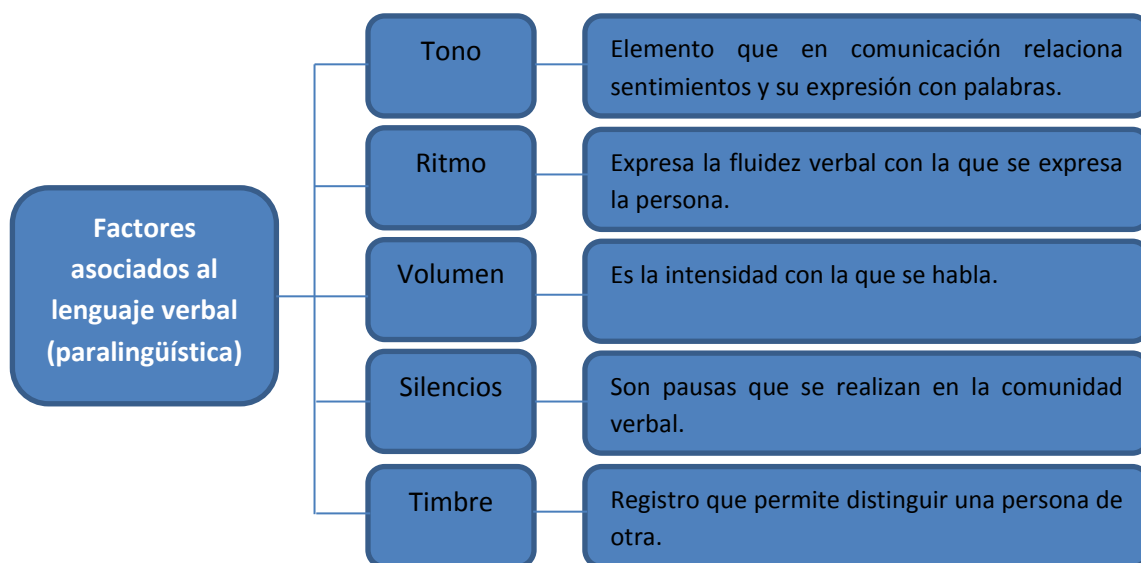 Factores
asociados al
lenguaje verbal
(paralingüística)
Tono
Elemento que en comunicación relaciona
sentimientos y su expresión con palabras.
Ritmo
Expresa la fluidez verbal con la que se expresa
la persona.
Volumen
Es la intensidad con la que se habla.
Silencios
Son pausas que se realizan en la comunidad
verbal.
Timbre
Registro que permite distinguir una persona de
otra.